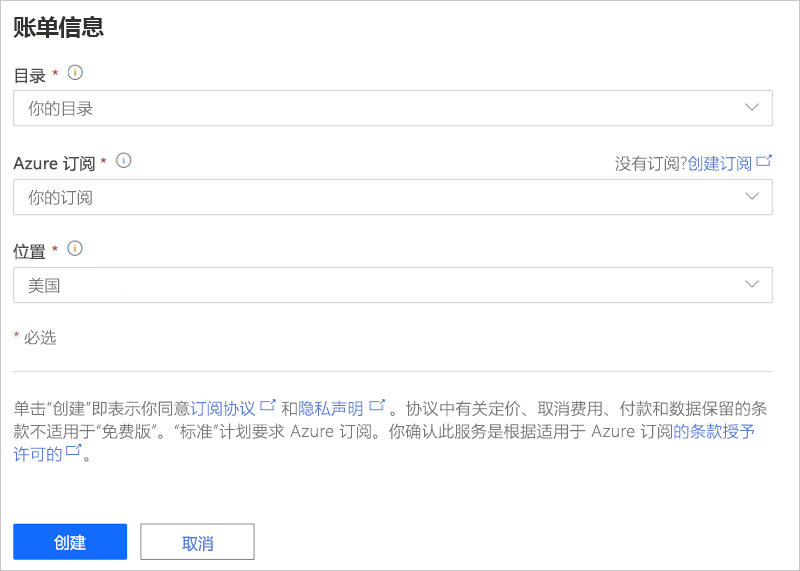 账单信息
目录 *
你的目录
Azure 订阅 *
没有订阅?创建订阅
你的订阅
位置 *
美国
* 必选
单击“创建”即表示你同意订阅协议 和隐私声明 。协议中有关定价、取消费用、付款和数据保留的条
款不适用于“免费版”。“标准“计划要求 Azure 订阅。你确认此服务是根据适用于 Azure 订阅的条款授予
许可的 。
创建
取消